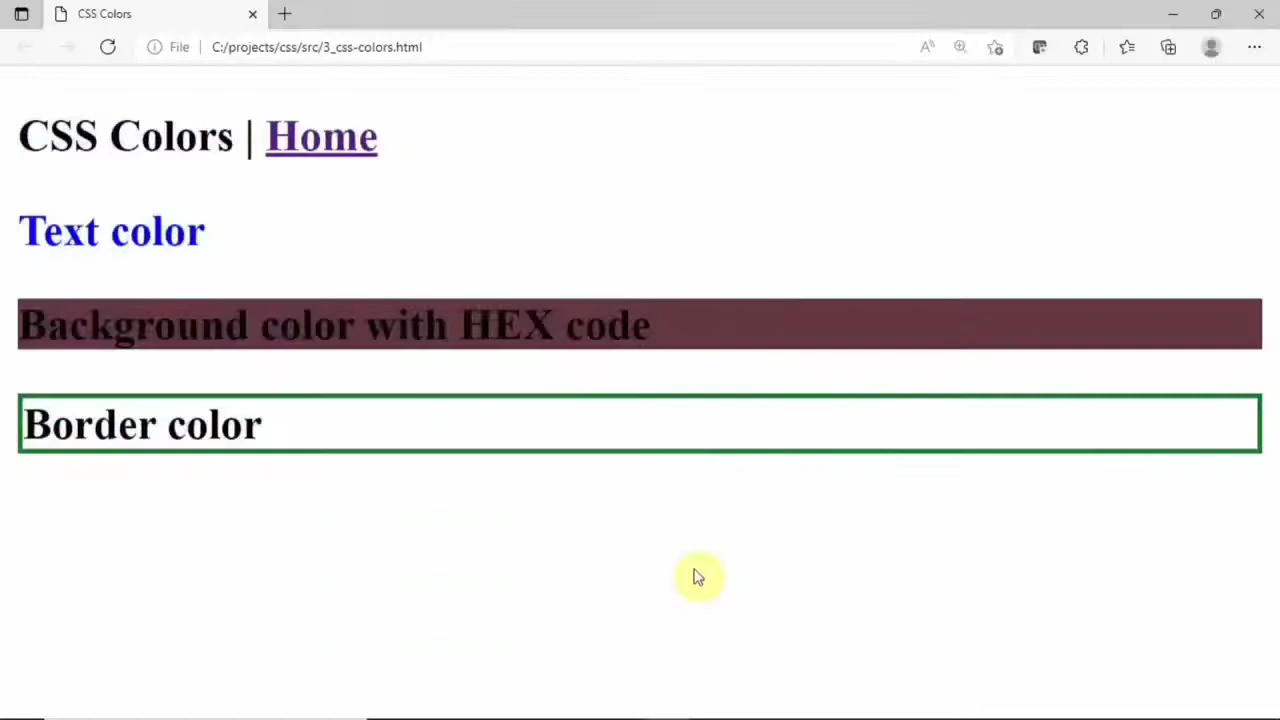 CSS Colors
File | C:/projects/css/src/3_css-colors.html
CSS Colors | Home
Text color
Background color with HEX code
Border color